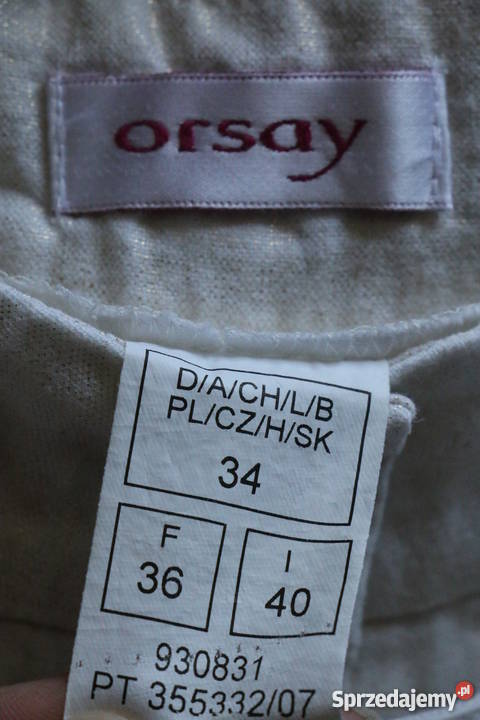 orsay
D/A/CH/L/B
PL/CZ/H/SK
34
F
36
I
40
930831
PT 355332/07
Sprzedajemy.pl